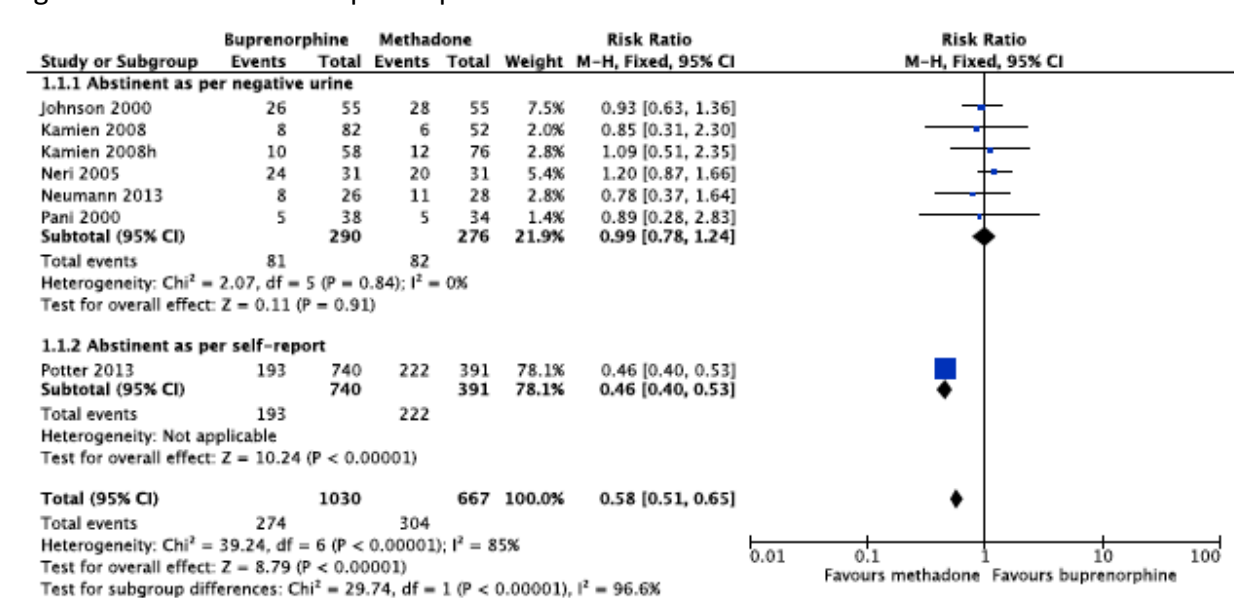 Buprenorphine Methadone Risk Ratio Risk Ratio
Study or Subgroup Events Total Events Total Weight M-H, Fixed, 95% CI M-H, Fixed, 95% CI
1.1.1 Abstinent as per negative urine
Johnson 2000 26 55 28 55 7.5% 0.93 [0.63, 1.36]
Kamien 2008 8 82 6 52 2.0% 0.85 [0.31, 2.30]
Kamien 2008h 10 58 12 76 2.8% 1.09 [0.51, 2.35]
Neri 2005 24 31 20 31 5.4% 1.20 [0.87, 1.66]
Neumann 2013 8 26 11 28 2.8% 0.78 [0.37, 1.64]
Pani 2000 5 38 5 34 1.4% 0.89 [0.28, 2.83]
Subtotal (95% CI) 290 276 21.9% 0.99 [0.78, 1.24]
Total events 81 82
Heterogeneity: Chi² = 2.07, df = 5 (P = 0.84); I² = 0%
Test for overall effect: Z = 0.11 (P = 0.91)
1.1.2 Abstinent as per self-report
Potter 2013 193 740 222 391 78.1% 0.46 [0.40, 0.53]
Subtotal (95% CI) 740 391 78.1% 0.46 [0.40, 0.53]
Total events 193 222
Heterogeneity: Not applicable
Test for overall effect: Z = 10.24 (P < 0.00001)
Total (95% CI) 1030 667 100.0% 0.58 [0.51, 0.65]
Total events 274 304
Heterogeneity: Chi² = 39.24, df = 6 (P < 0.00001); I² = 85%
Test for overall effect: Z = 8.79 (P < 0.00001)
Test for subgroup differences: Chi² = 29.74, df = 1 (P < 0.00001), I² = 96.6%
0.01 0.1 1 10 100
Favours methadone Favours buprenorphine